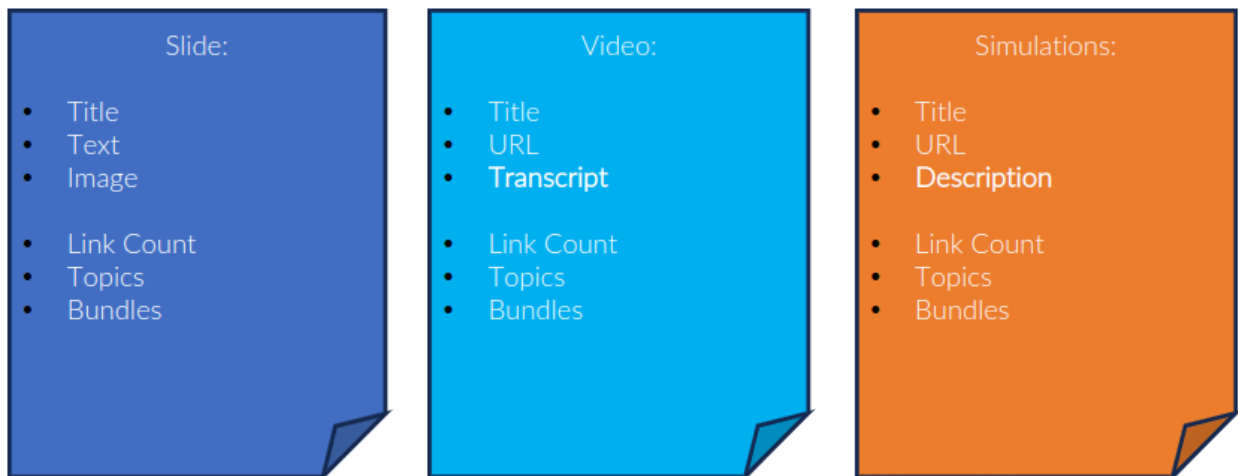 Slide:
• Title
• Text
• Image
• Link Count
• Topics
• Bundles
Video:
• Title
• URL
• Transcript
• Link Count
• Topics
• Bundles
Simulations:
• Title
• URL
• Description
• Link Count
• Topics
• Bundles